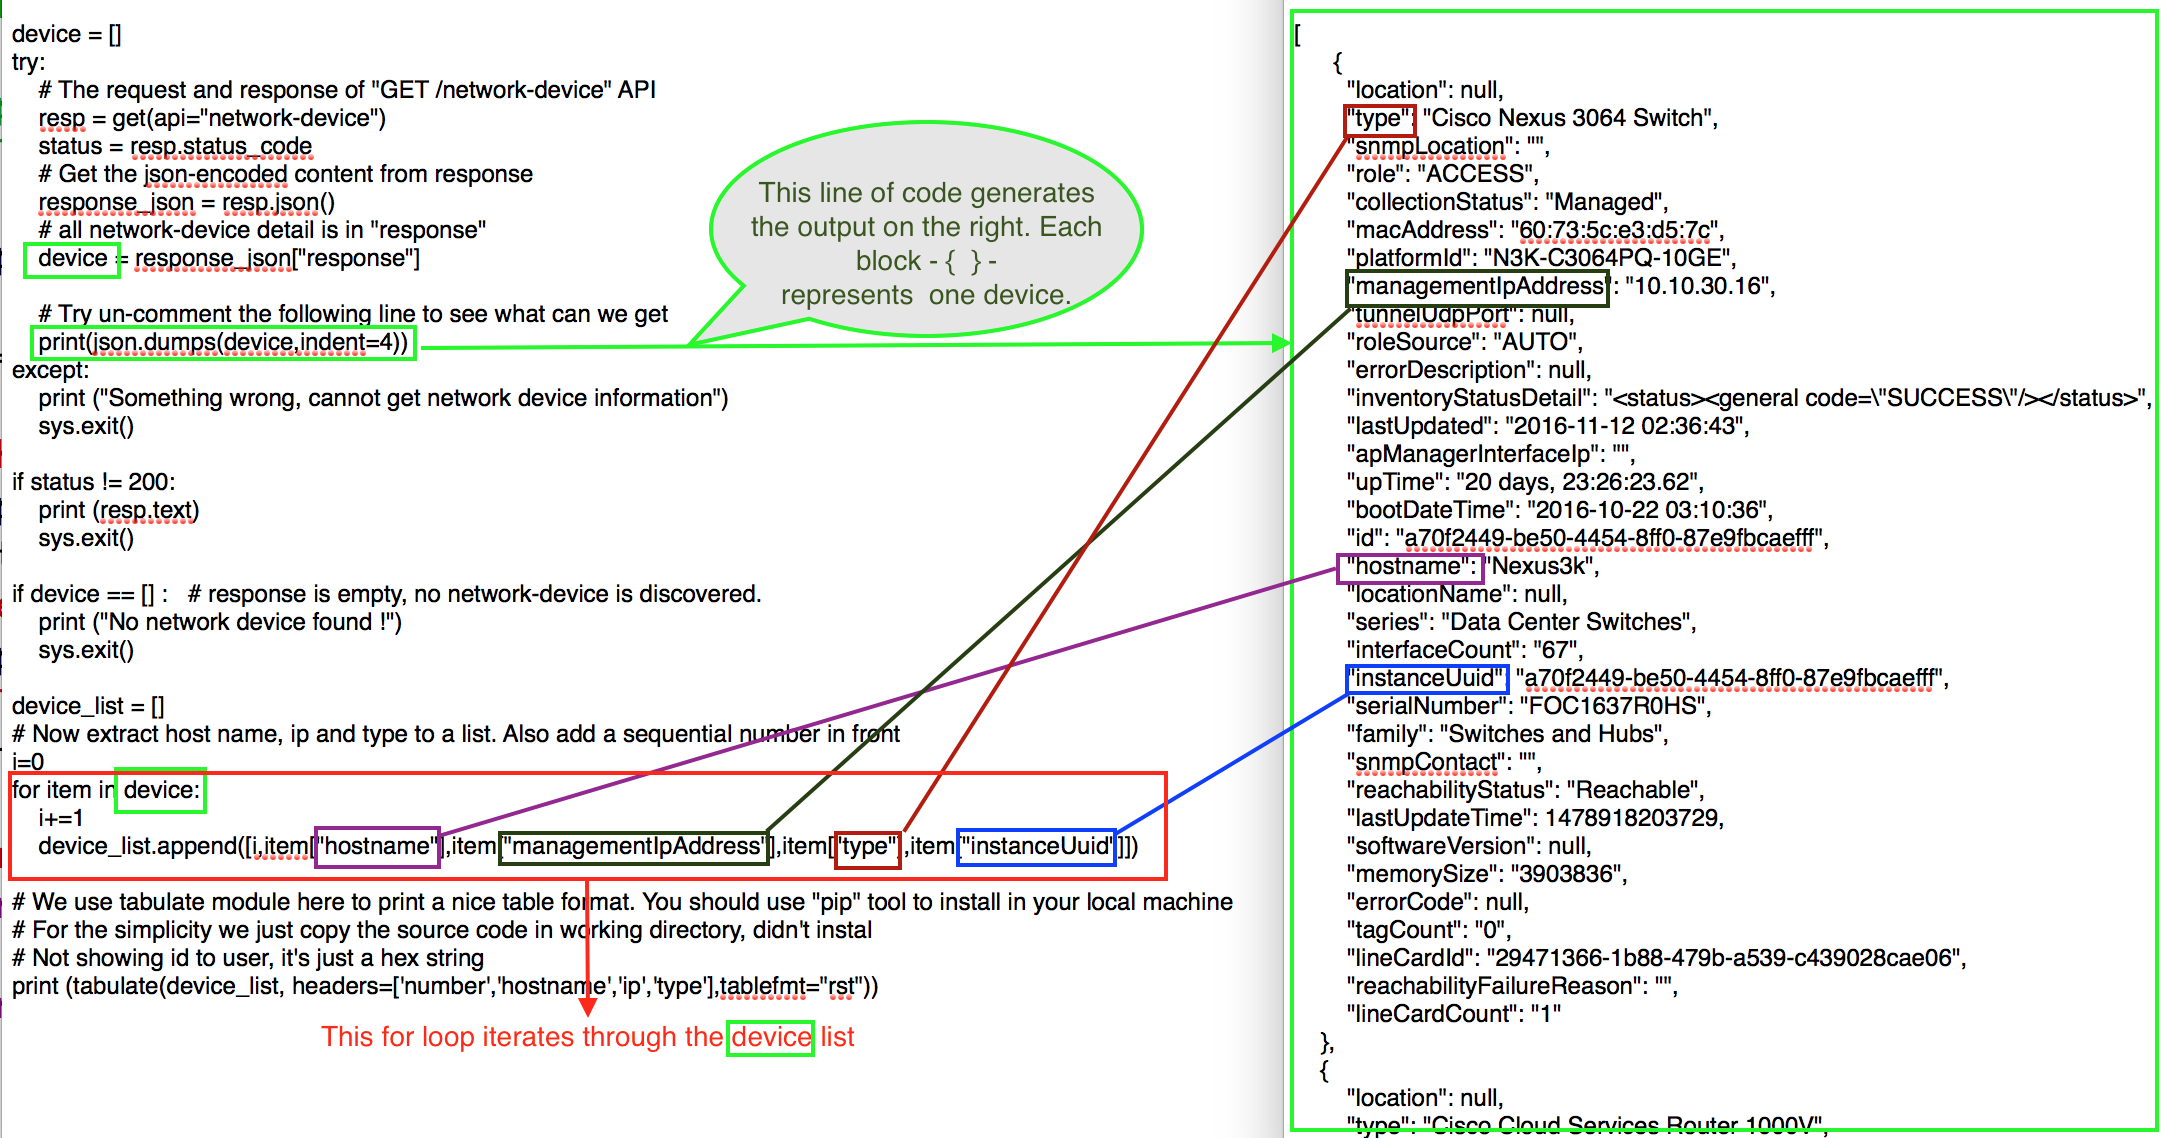 device = []
try:
# The request and response of "GET /network-device" API
resp = get(api="network-device")
status = resp.status_code
# Get the json-encoded content from response
response_json = resp.json()
# all network-device detail is in "response"
device = response_json["response"]
# Try un-comment the following line to see what can we get
print(json.dumps(device,indent=4))
except:
print ("Something wrong, cannot get network device information")
sys.exit()
if status != 200:
print (resp.text)
sys.exit()
if device == [] :   # response is empty, no network-device is discovered.
print ("No network device found !")
sys.exit()
device_list = []
# Now extract host name, ip and type to a list. Also add a sequential number in front
i=0
for item in device:
i+=1
device_list.append([i,item["hostname"],item["managementIpAddress"],item["type"],item["instanceUuid"]])
# We use tabulate module here to print a nice table format. You should use "pip" tool to install in your local machine
# For the simplicity we just copy the source code in working directory, didn't instal
# Not showing id to user, it's just a hex string
print (tabulate(device_list, headers=['number','hostname','ip','type'],tablefmt="rst"))
This for loop iterates through the device list
This line of code generates
the output on the right. Each
block - {  } -
represents  one device.
[
{
"location": null,
"type": "Cisco Nexus 3064 Switch",
"snmpLocation": "",
"role": "ACCESS",
"collectionStatus": "Managed",
"macAddress": "60:73:5c:e3:d5:7c",
"platformId": "N3K-C3064PQ-10GE",
"managementIpAddress": "10.10.30.16",
"tunnelUdpPort": null,
"roleSource": "AUTO",
"errorDescription": null,
"inventoryStatusDetail": "<status><general code=\"SUCCESS\"/></status>",
"lastUpdated": "2016-11-12 02:36:43",
"apManagerInterfaceIp": "",
"upTime": "20 days, 23:26:23.62",
"bootDateTime": "2016-10-22 03:10:36",
"id": "a70f2449-be50-4454-8ff0-87e9fbcaefff",
"hostname": "Nexus3k",
"locationName": null,
"series": "Data Center Switches",
"interfaceCount": "67",
"instanceUuid": "a70f2449-be50-4454-8ff0-87e9fbcaefff",
"serialNumber": "FOC1637R0HS",
"family": "Switches and Hubs",
"snmpContact": "",
"reachabilityStatus": "Reachable",
"lastUpdateTime": 1478918203729,
"softwareVersion": null,
"memorySize": "3903836",
"errorCode": null,
"tagCount": "0",
"lineCardId": "29471366-1b88-479b-a539-c439028cae06",
"reachabilityFailureReason": "",
"lineCardCount": "1"
},
{
"location": null,
"type": "Cisco Cloud Services Router 1000V",